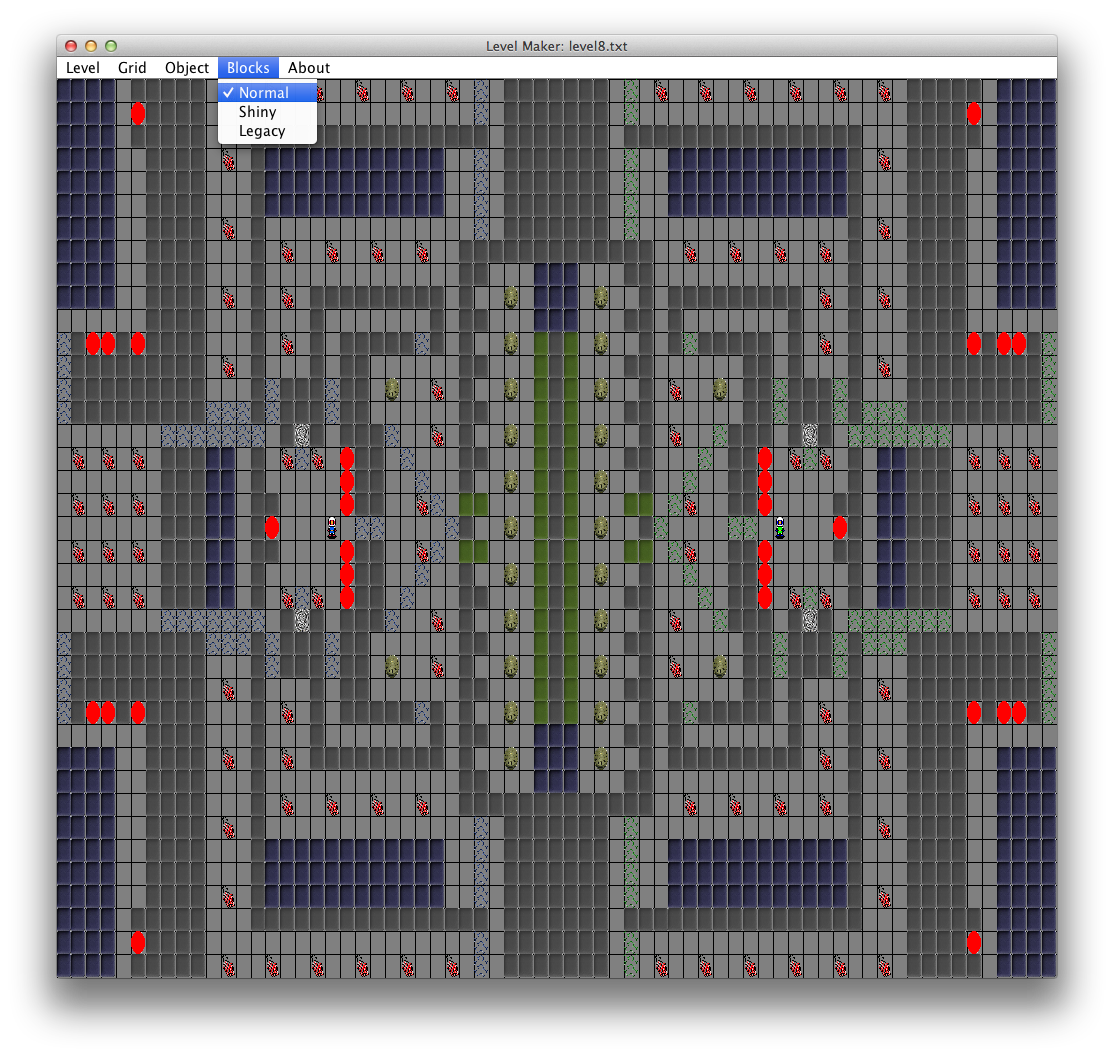 Level Maker: level8.txt
Level Grid Object Blocks About
✓ Normal
Shiny
Legacy